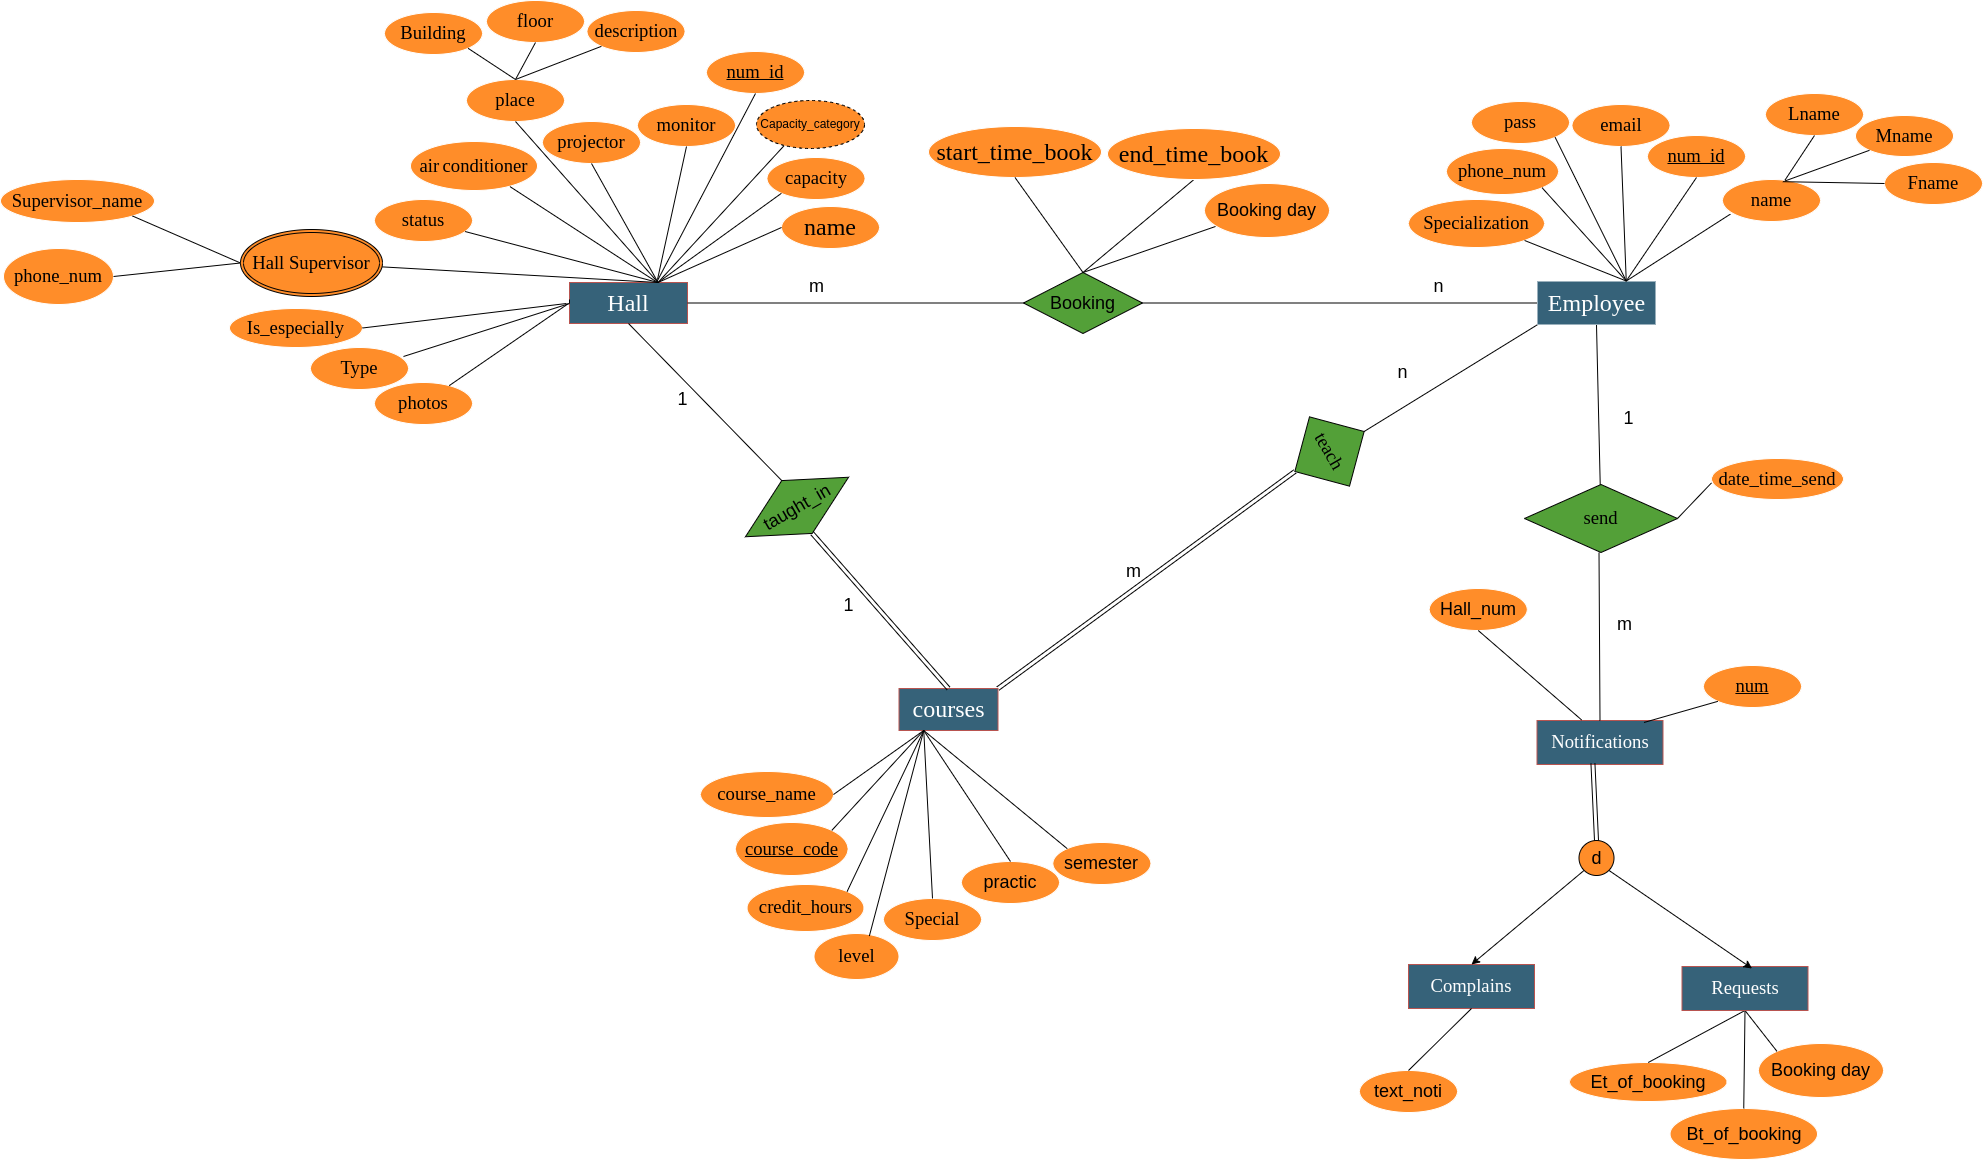 floor
Building
description
num_id
place
Capacity_category
monitor
projector
air conditioner
capacity
Supervisor_name
status
name
Hall Supervisor
phone_num
Hall
Is_especially
Type
photos
start_time_book
end_time_book
Booking day
m
Booking
n
pass
email
Lname
Mname
num_id
phone_num
Fname
name
Specialization
Employee
n
1
1
teach
date_time_send
taught_in
send
m
1
Hall_num
m
num
courses
Notifications
course_name
course_code
semester
practic
credit_hours
Special
level
d
Complains
Requests
text_noti
Et_of_booking
Booking day
Bt_of_booking